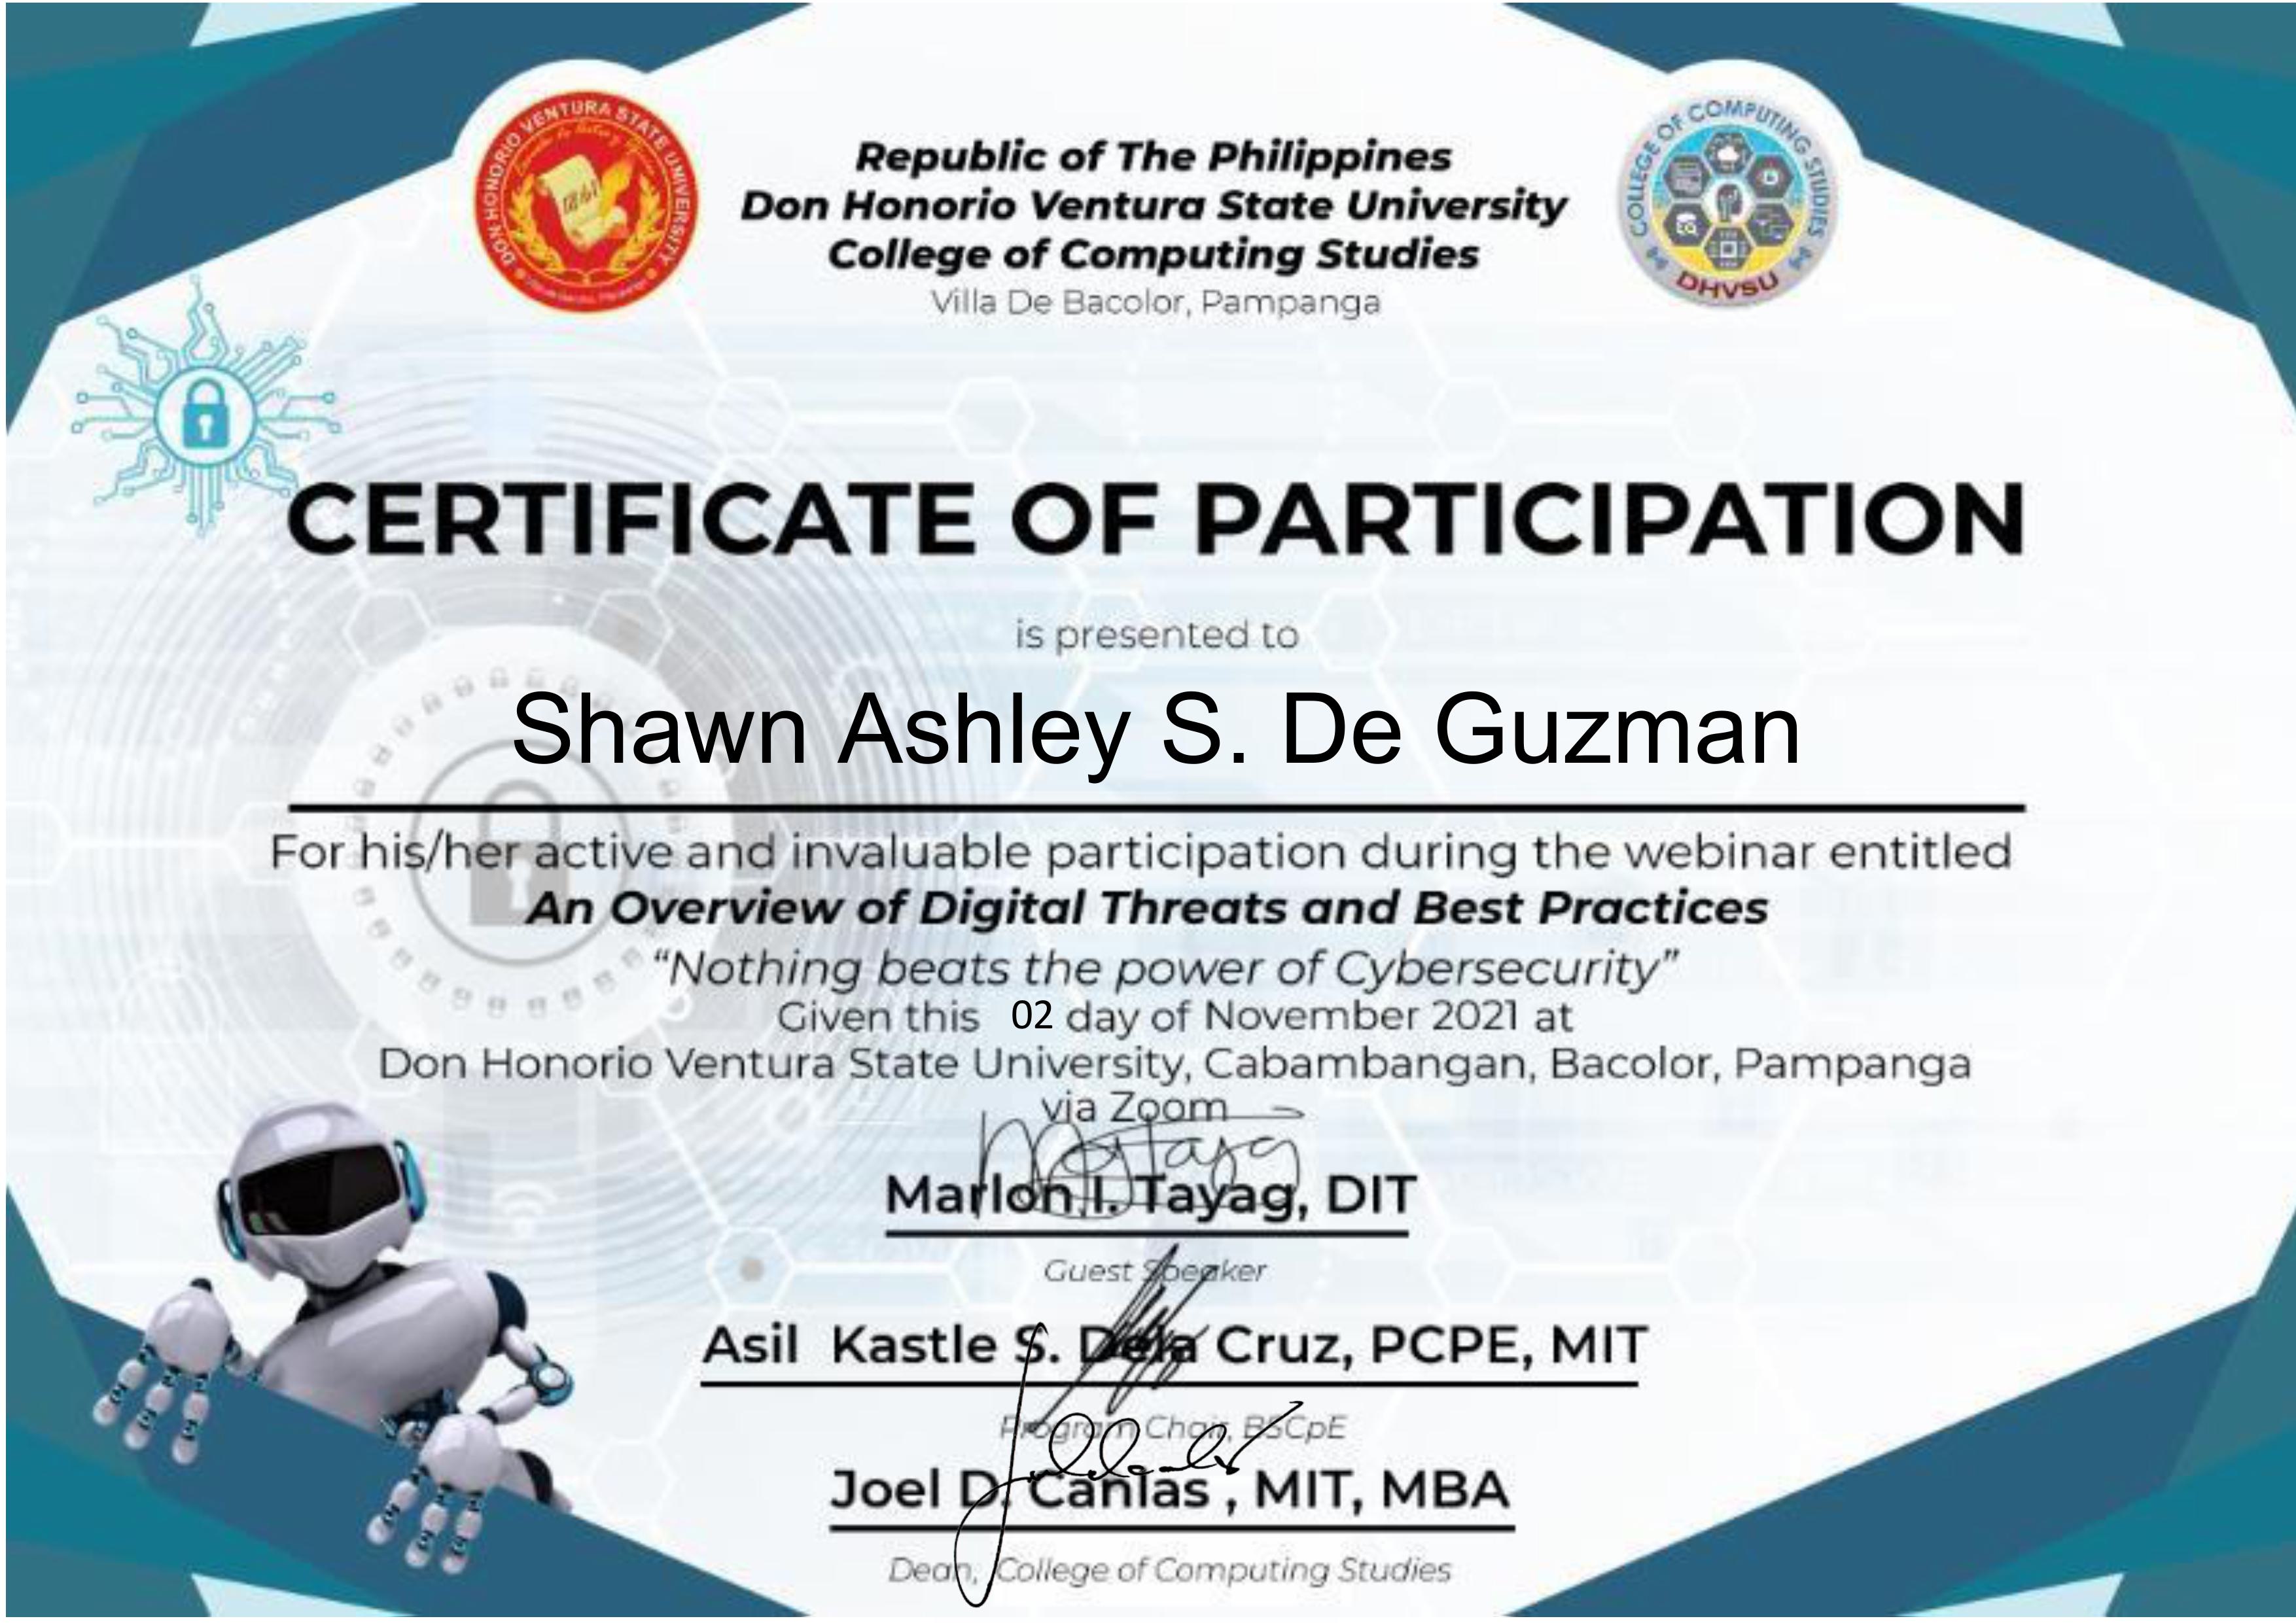 DON HONORIO VENTURA STATE UNIVERSITY
1861
COLLEGE OF COMPUTING STUDIES
DHVSU
Republic of The Philippines
Don Honorio Ventura State University
College of Computing Studies
Villa De Bacolor, Pampanga
CERTIFICATE OF PARTICIPATION
is presented to
Shawn Ashley S. De Guzman
For his/her active and invaluable participation during the webinar entitled
An Overview of Digital Threats and Best Practices
“Nothing beats the power of Cybersecurity”
Given this 02 day of November 2021 at
Don Honorio Ventura State University, Cabambangan, Bacolor, Pampanga
via Zoom
Marlon I. Tayag, DIT
Guest Speaker
Asil Kastle S. Dela Cruz, PCPE, MIT
Program Chair, BSCpE
Joel D. Canlas , MIT, MBA
Dean, College of Computing Studies